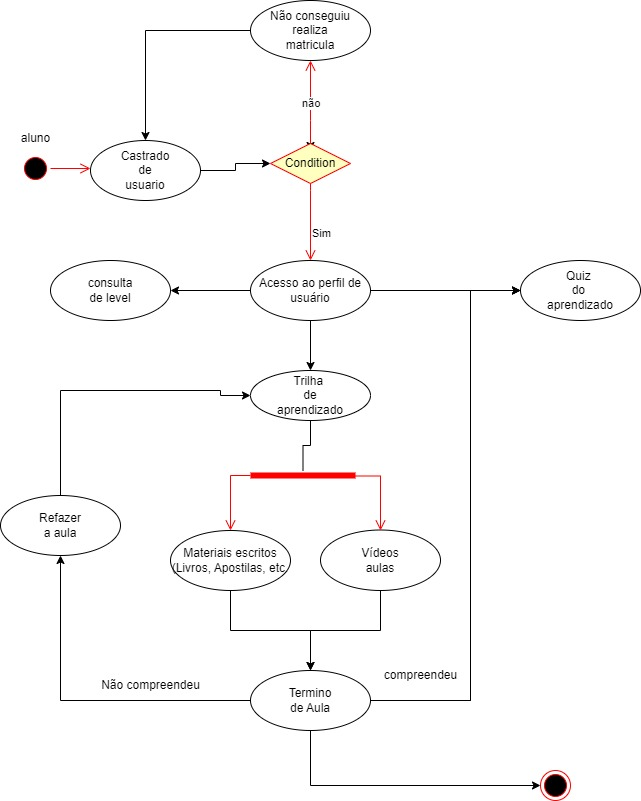 Não conseguiu
realiza
matricula
não
aluno
Castrado
de
usuario
Condition
Sim
consulta
de level
Acesso ao perfil de
usuário
Quiz
do
aprendizado
Trilha
de
aprendizado
Refazer
a aula
Materiais escritos
(Livros, Apostilas, etc
Vídeos
aulas
Não compreendeu
compreendeu
Termino
de Aula